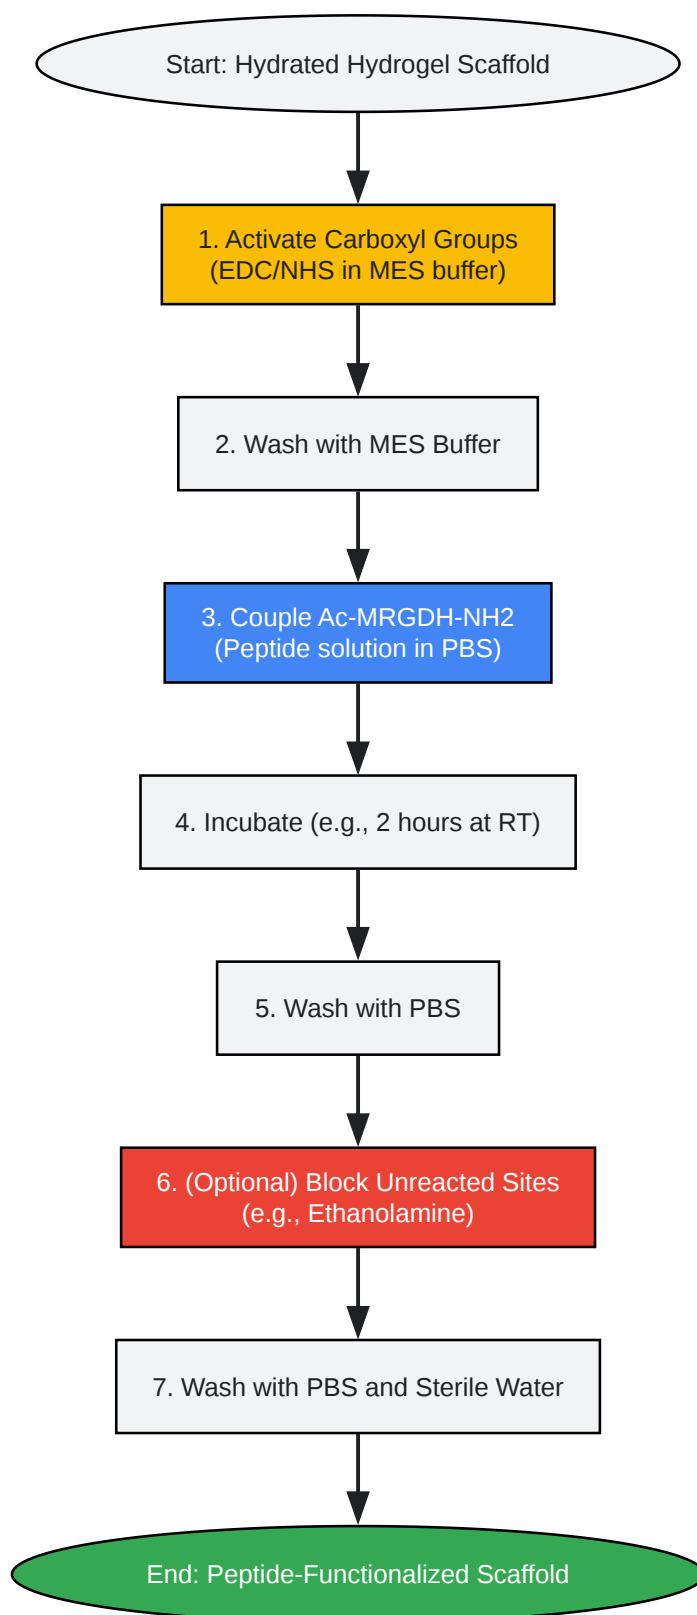 Start: Hydrated Hydrogel Scaffold
1. Activate Carboxyl Groups
(EDC/NHS in MES buffer)
2. Wash with MES Buffer
3. Couple Ac-MRGDH-NH2
(Peptide solution in PBS)
4. Incubate (e.g., 2 hours at RT)
5. Wash with PBS
6. (Optional) Block Unreacted Sites
(e.g., Ethanolamine)
7. Wash with PBS and Sterile Water
End: Peptide-Functionalized Scaffold